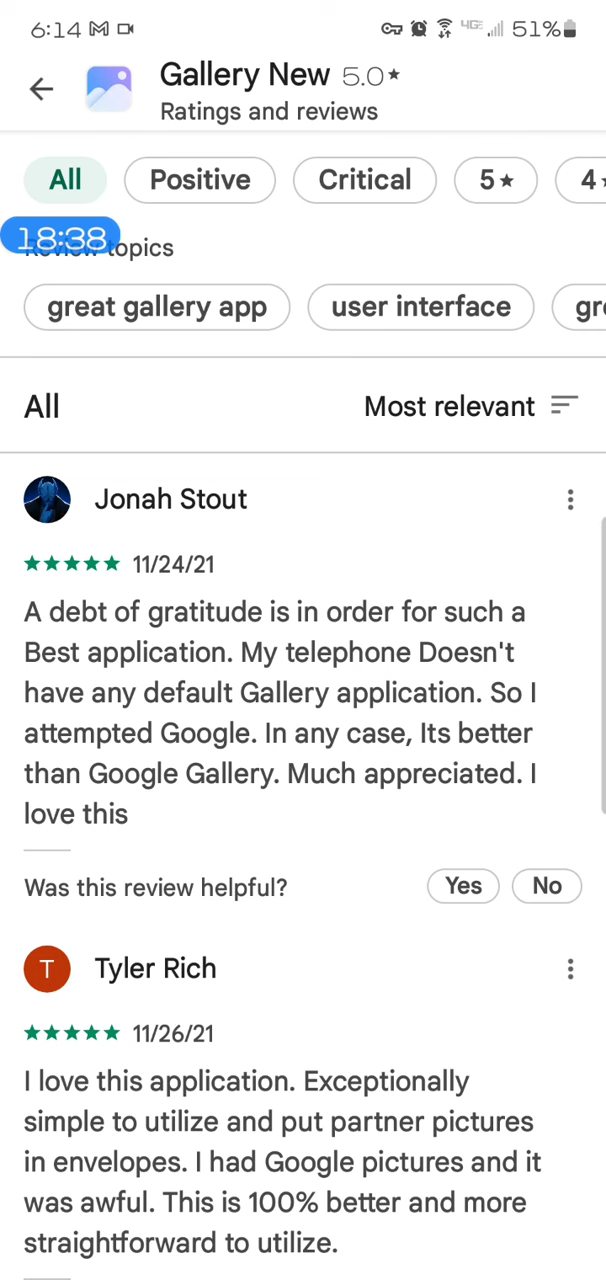 6:14 51%
Gallery New 5.0★
Ratings and reviews
All Positive Critical 5★ 4★
18:38
Review topics
great gallery app user interface gre
All Most relevant
Jonah Stout
★★★★★ 11/24/21
A debt of gratitude is in order for such a
Best application. My telephone Doesn't
have any default Gallery application. So I
attempted Google. In any case, Its better
than Google Gallery. Much appreciated. I
love this
Was this review helpful? Yes No
T Tyler Rich
★★★★★ 11/26/21
I love this application. Exceptionally
simple to utilize and put partner pictures
in envelopes. I had Google pictures and it
was awful. This is 100% better and more
straightforward to utilize.